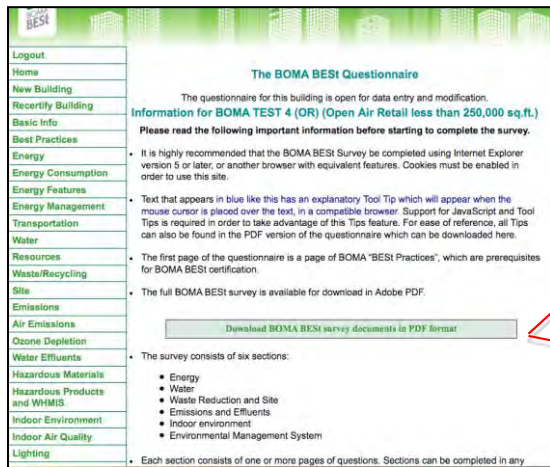 BOMA
BESt
Logout
Home
New Building
Recertify Building
Basic Info
Best Practices
Energy
Energy Consumption
Energy Features
Energy Management
Transportation
Water
Resources
Waste/Recycling
Site
Emissions
Air Emissions
Ozone Depletion
Water Effluents
Hazardous Materials
Hazardous Products
and WHMIS
Indoor Environment
Indoor Air Quality
Lighting
The BOMA BESt Questionnaire
The questionnaire for this building is open for data entry and modification.
Information for BOMA TEST 4 (OR) (Open Air Retail less than 250,000 sq.ft.)
Please read the following important information before starting to complete the survey.
• It is highly recommended that the BOMA BESt Survey be completed using Internet Explorer
version 5 or later, or another browser with equivalent features. Cookies must be enabled in
order to use this site.
• Text that appears in blue like this has an explanatory Tool Tip which will appear when the
mouse cursor is placed over the text, in a compatible browser. Support for JavaScript and Tool
Tips is required in order to take advantage of this Tips feature. For ease of reference, all Tips
can also be found in the PDF version of the questionnaire which can be downloaded here.
• The first page of the questionnaire is a page of BOMA "BESt Practices", which are prerequisites
for BOMA BESt certification.
• The full BOMA BESt survey is available for download in Adobe PDF.
Download BOMA BESt survey documents in PDF format
• The survey consists of six sections:
• Energy
• Water
• Waste Reduction and Site
• Emissions and Effluents
• Indoor environment
• Environmental Management System
• Each section consists of one or more pages of questions. Sections can be completed in any